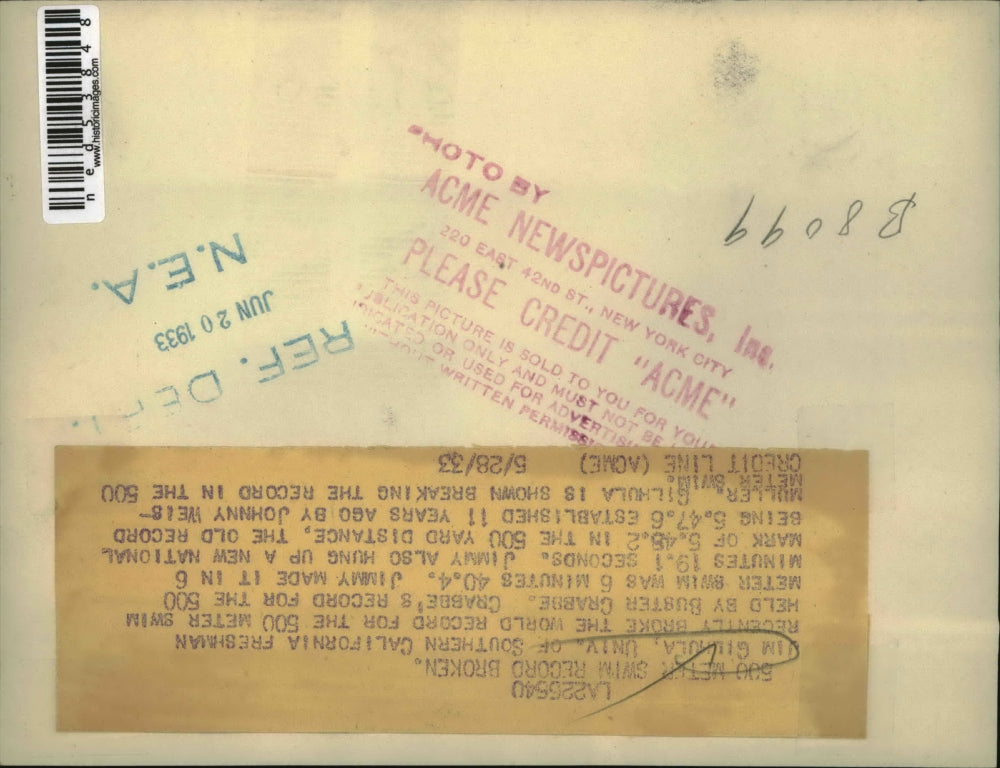 ned53848
www.historicimages.com
PHOTO BY
ACME NEWSPICTURES, Inc.
220 EAST 42ND ST., NEW YORK CITY
PLEASE CREDIT "ACME"
THIS PICTURE IS SOLD TO YOU FOR YOUR
PUBLICATION ONLY AND MUST NOT BE
OR USED FOR
WRITTEN
B8099
REF. DEPT.
JUN 20 1933
N.E.A.
LA226540
500 METER SWIM RECORD BROKEN.
JIM GILHULA, UNIV. OF SOUTHERN CALIFORNIA FRESHMAN
RECENTLY BROKE THE WORLD RECORD FOR THE 500 METER SWIM
HELD BY BUSTER CRABBE. CRABBE'S RECORD FOR THE 500
METER SWIM WAS 6 MINUTES 40.4. JIMMY MADE IT IN 6
MINUTES 19.1 SECONDS. JIMMY ALSO HUNG UP A NEW NATIONAL
MARK OF 5.46.2 IN THE 500 YARD DISTANCE, THE OLD RECORD
BEING 5.47.6 ESTABLISHED 11 YEARS AGO BY JOHNNY WEIS-
MULLER. GILHULA IS SHOWN BREAKING THE RECORD IN THE 500
METER SWIM.
CREDIT LINE (ACME) 5/28/33